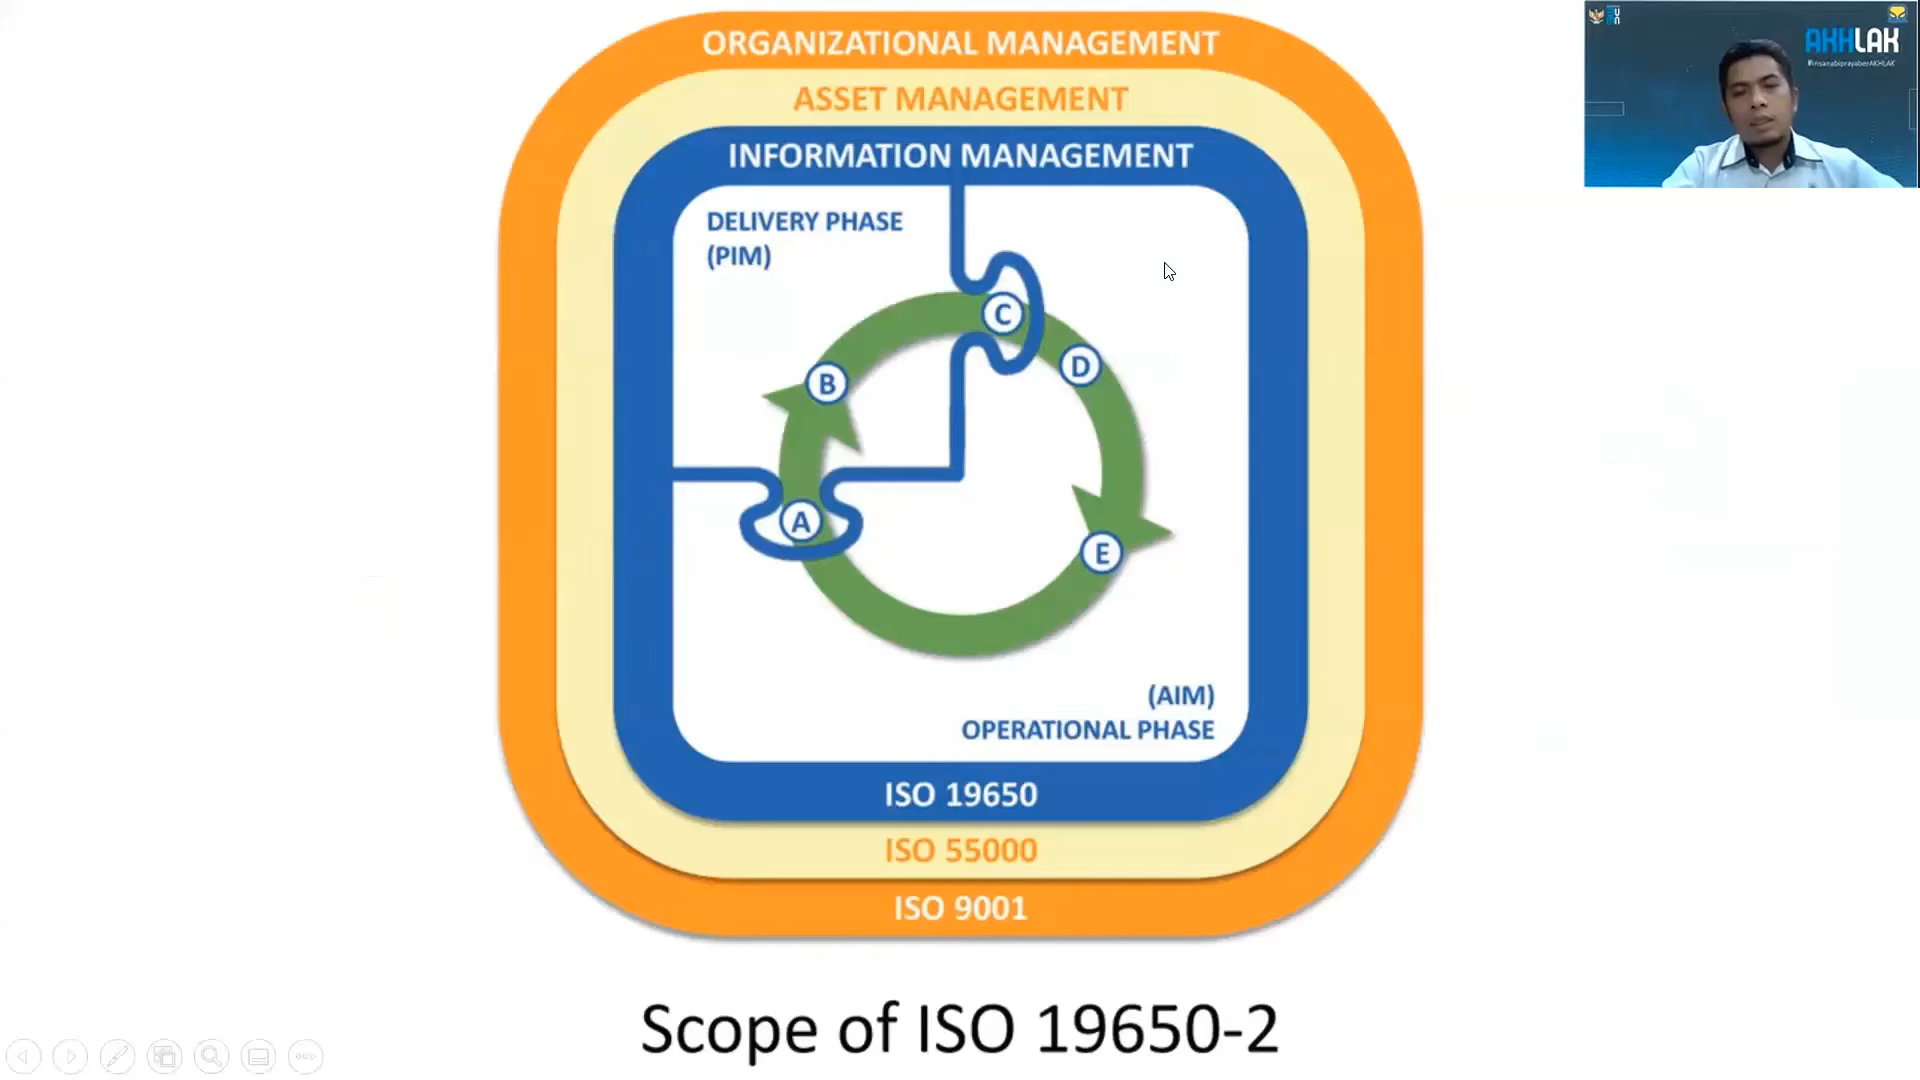 ORGANIZATIONAL MANAGEMENT
ASSET MANAGEMENT
INFORMATION MANAGEMENT
DELIVERY PHASE
(PIM)
C
D
B
A
E
(AIM)
OPERATIONAL PHASE
ISO 19650
ISO 55000
ISO 9001
Scope of ISO 19650-2
AKHLAK
#insanabiprayaberAKHLAK